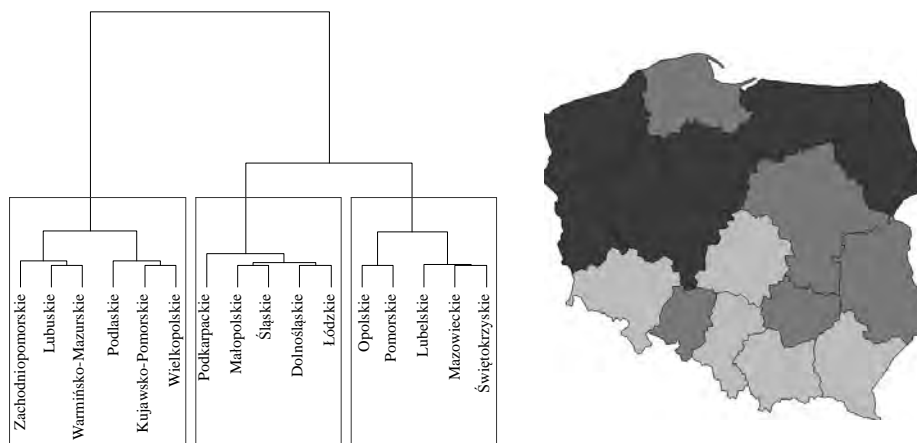 Zachodniopomorskie
Lubuskie
Warmińsko-Mazurskie
Podlaskie
Kujawsko-Pomorskie
Wielkopolskie
Podkarpackie
Małopolskie
Śląskie
Dolnośląskie
Łódzkie
Opolskie
Pomorskie
Lubelskie
Mazowieckie
Świętokrzyskie